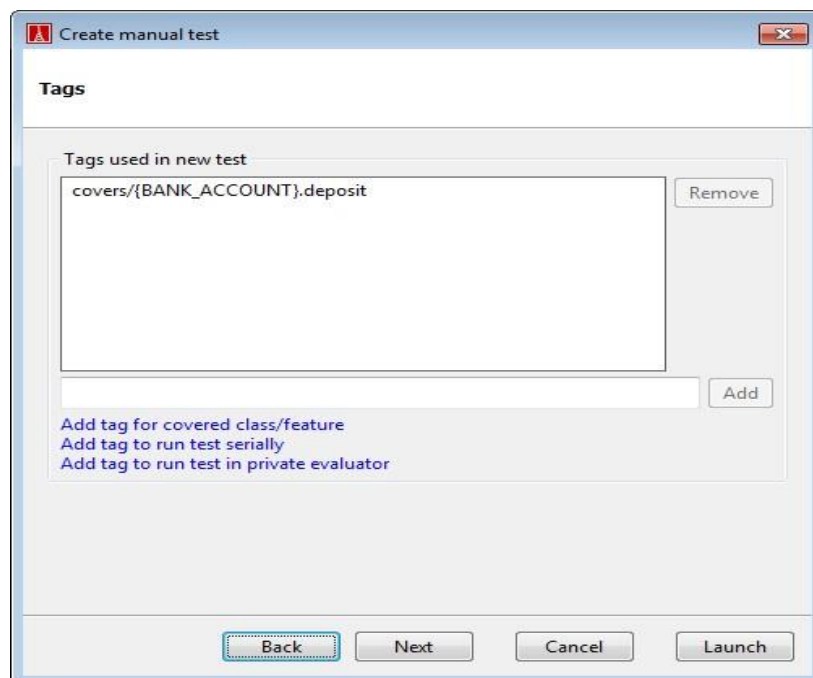 Create manual test
Tags
Tags used in new test
covers/{BANK_ACCOUNT}.deposit
Remove
Add
Add tag for covered class/feature
Add tag to run test serially
Add tag to run test in private evaluator
Back Next Cancel Launch